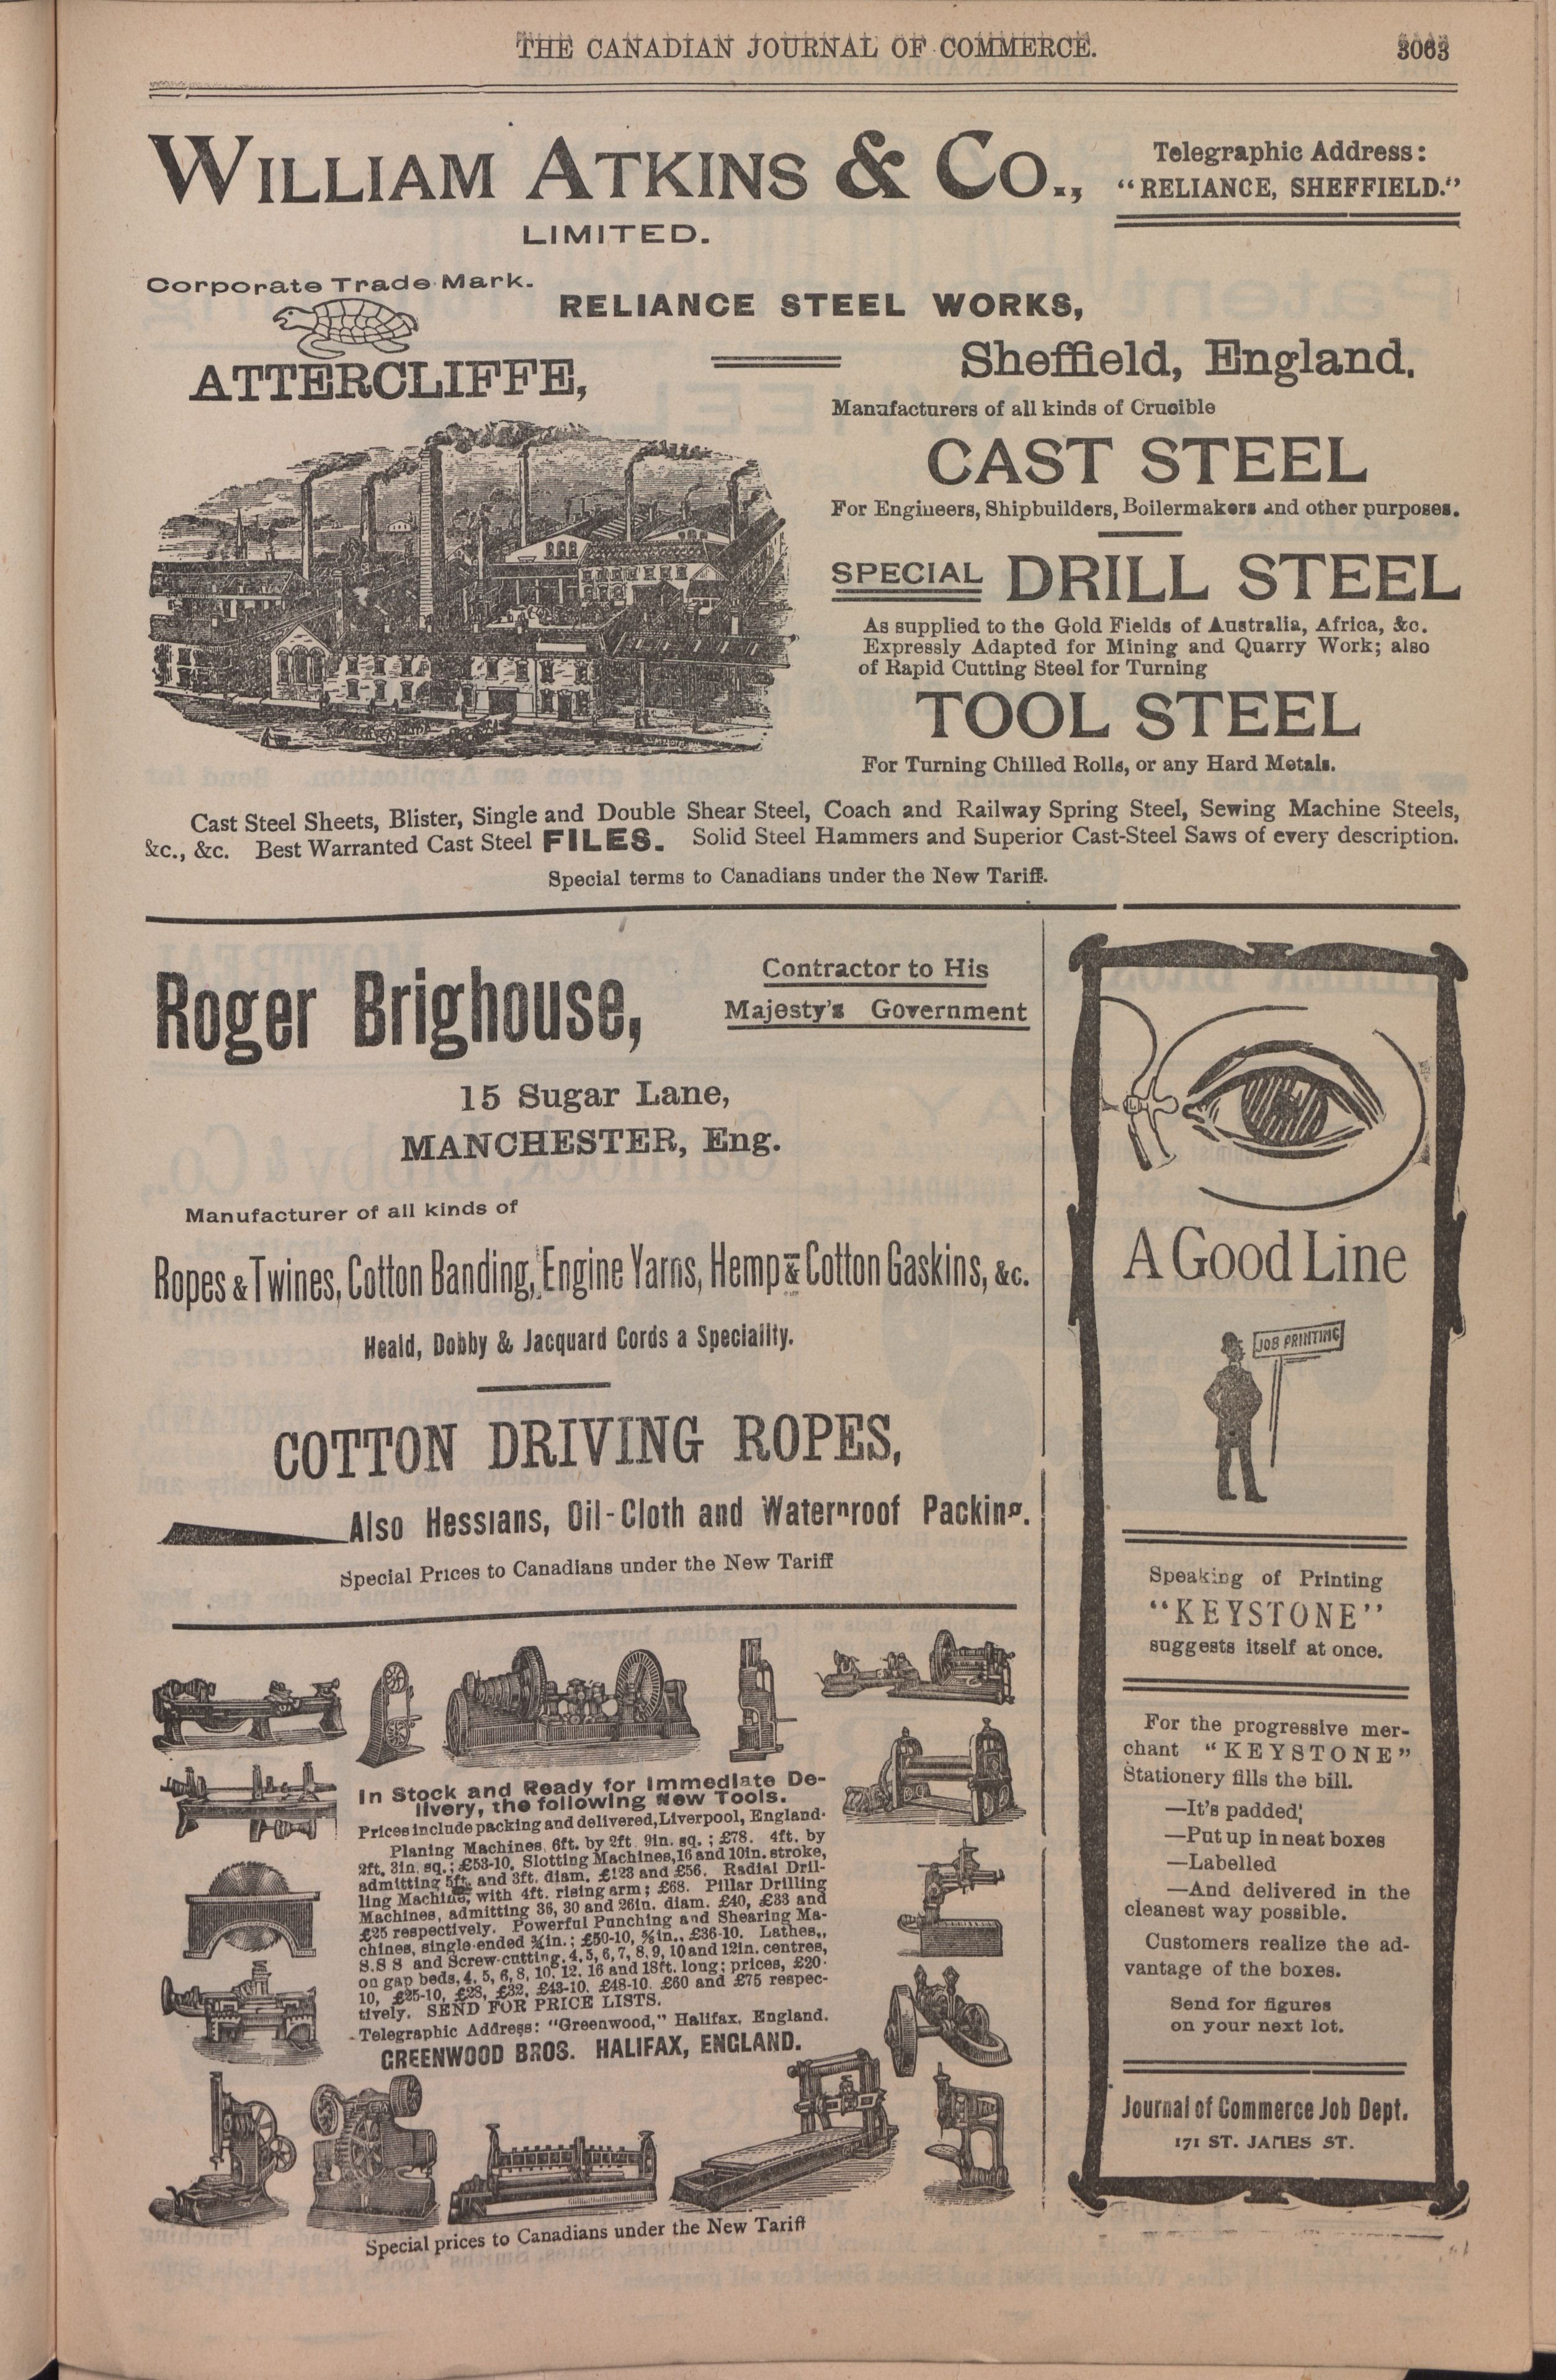 THE CANADIAN JOURNAL OF COMMERCE.
3063
WILLIAM ATKINS & CO.,
LIMITED.
Telegraphic Address:
"RELIANCE, SHEFFIELD."
Corporate Trade Mark.
RELIANCE STEEL WORKS,
ATTERCLIFFE,
Sheffield, England.
Manufacturers of all kinds of Crucible
CAST STEEL
For Engineers, Shipbuilders, Boilermakers and other purposes.
SPECIAL DRILL STEEL
As supplied to the Gold Fields of Australia, Africa, &c.
Expressly Adapted for Mining and Quarry Work; also
of Rapid Cutting Steel for Turning
TOOL STEEL
For Turning Chilled Rolls, or any Hard Metals.
Cast Steel Sheets, Blister, Single and Double Shear Steel, Coach and Railway Spring Steel, Sewing Machine Steels,
&c., &c. Best Warranted Cast Steel FILES. Solid Steel Hammers and Superior Cast-Steel Saws of every description.
Special terms to Canadians under the New Tariff.
Roger Brighouse,
Contractor to His
Majesty's Government
15 Sugar Lane,
MANCHESTER, Eng.
Manufacturer of all kinds of
Ropes & Twines, Cotton Banding, Engine Yarns, Hemp & Cotton Gaskins, &c.
Heald, Dobby & Jacquard Cords a Speciality.
COTTON DRIVING ROPES,
Also Hessians, Oil-Cloth and Waterproof Packing.
Special Prices to Canadians under the New Tariff
In Stock and Ready for Immediate De-
livery, the following New Tools.
Prices include packing and delivered, Liverpool, England.
Planing Machines, 6ft. by 2ft. 9in. sq.; £78. 4ft. by
2ft. 3in. sq.; £53-10. Slotting Machines, 16 and 10in. stroke,
admitting 5ft. and 3ft. diam. £123 and £56. Radial Dril-
ling Machine, with 4ft. rising arm; £68. Pillar Drilling
Machines, admitting 36, 30 and 26in. diam. £40, £33 and
£25 respectively. Powerful Punching and Shearing Ma-
chines, single-ended ¾in.; £50-10, ⅝in., £36-10. Lathes,,
S.S S and Screw-cutting. 4, 5, 6, 7, 8, 9, 10 and 12in. centres,
on gap beds, 4, 5, 6, 8, 10, 12, 16 and 18ft. long; prices, £20-
10, £25-10, £28, £32, £43-10, £48-10, £60 and £75 respec-
tively. SEND FOR PRICE LISTS.
Telegraphic Address: "Greenwood," Halifax, England.
GREENWOOD BROS. HALIFAX, ENGLAND.
Special prices to Canadians under the New Tariff
A Good Line
JOB PRINTING
Speaking of Printing
"KEYSTONE"
suggests itself at once.
For the progressive mer-
chant "KEYSTONE"
Stationery fills the bill.
—It's padded;
—Put up in neat boxes
—Labelled
—And delivered in the
cleanest way possible.
Customers realize the ad-
vantage of the boxes.
Send for figures
on your next lot.
Journal of Commerce Job Dept.
171 ST. JAMES ST.